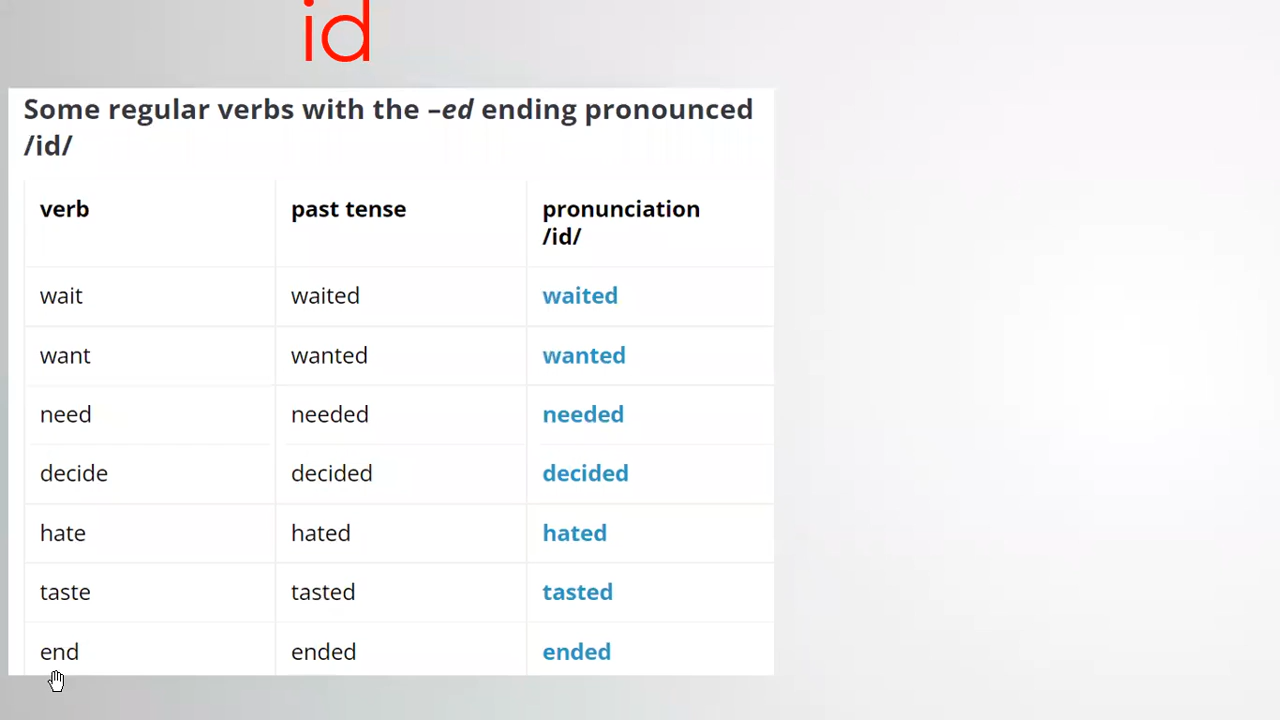 id
Some regular verbs with the –ed ending pronounced
/id/
verb past tense pronunciation
/id/
wait waited waited
want wanted wanted
need needed needed
decide decided decided
hate hated hated
taste tasted tasted
end ended ended